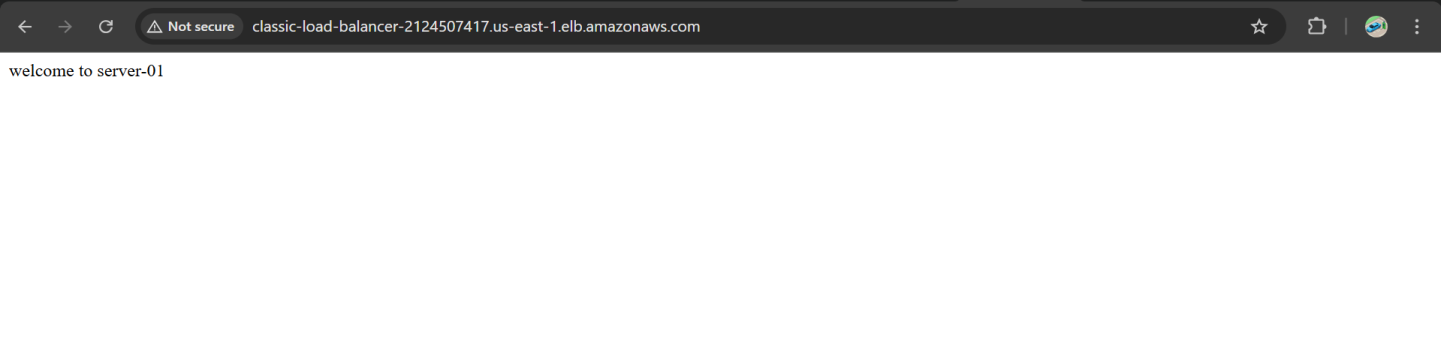 Not secure classic-load-balancer-2124507417.us-east-1.elb.amazonaws.com
welcome to server-01